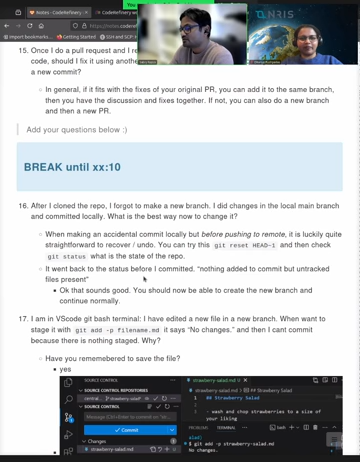 Notes - CodeRefinery
CodeRefinery w
https://notes.coderef
import bookmarks...
Getting Started
SSH and SCP
NRIS
15. Once I do a pull request and I re
code, should I fix it using anothe
a new commit?
In general, if it fits with the fixes of your original PR, you can add it to the same branch,
then you have the discussion and fixes together. If not, you can also do a new branch
and then a new PR.
Add your questions below :)
BREAK until xx:10
16. After I cloned the repo, I forgot to make a new branch. I did changes in the local main branch
and committed locally. What is the best way now to change it?
When making an accidental commit locally but before pushing to remote, it is luckily quite
straightforward to recover / undo. You can try this git reset HEAD~1 and then check
git status what is the state of the repo.
It went back to the status before I committed. "nothing added to commit but untracked
files present"
Ok that sounds good. You should now be able to create the new branch and
continue normally.
17. I am in VScode git bash terminal: I have edited a new file in a new branch. When want to
stage it with git add -p filename.md it says "No changes." and then I cant commit
because there is nothing staged. Why?
Have you rememebered to save the file?
yes
SOURCE CONTROL
SOURCE CONTROL REPOSITORIES
SOURCE CONTROL
Commit
Changes
strawberry-salad.md
strawberry-salad.md
## Strawberry Salad
## Strawberry Salad
- wash and chop strawberries to a size of
your liking
TERMINAL
bash
$ git add -p strawberry-salad.md
No changes.